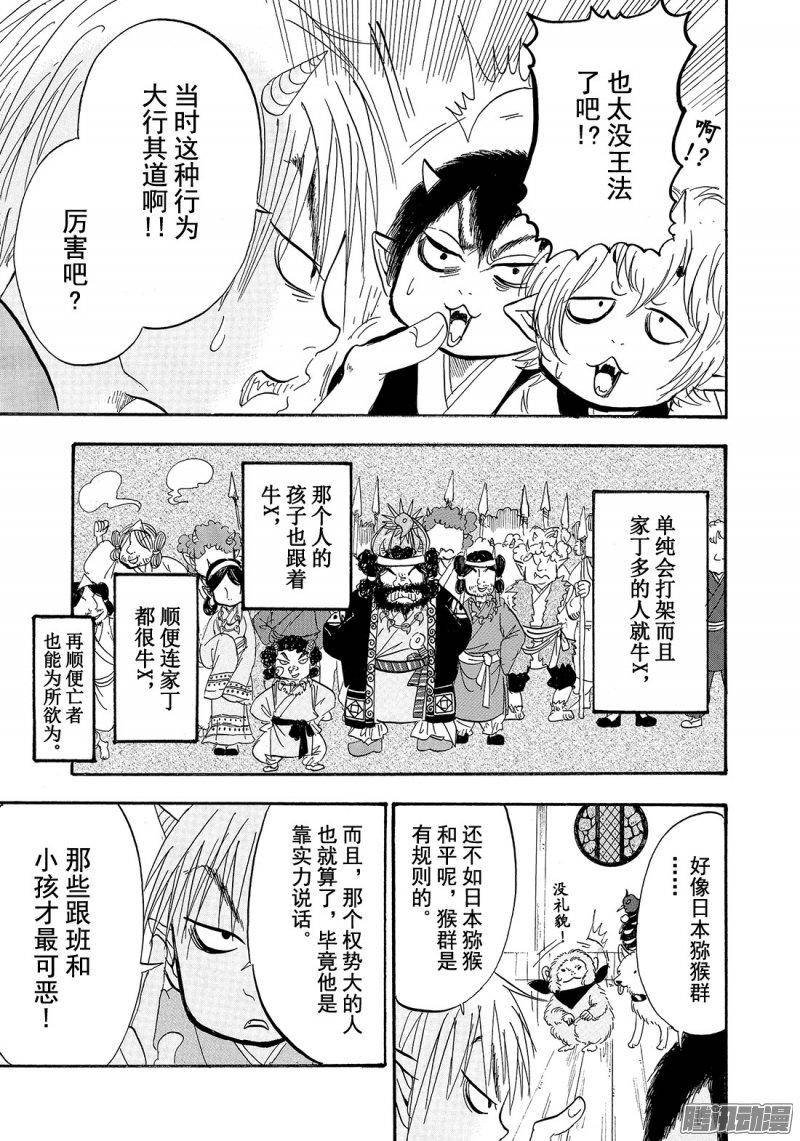 啊!?
也太没王法
了吧!?
当时这种行为
大行其道啊!!
厉害吧？
单纯会打架而且
家丁多的人就牛X，
那个人的
孩子也跟着
牛X，
顺便连家丁
都很牛X，
再顺便亡者
也能为所欲为。
好像日本猕猴群
……
还不如日本猕猴
和平呢，猴群是
有规则的。
没礼貌！
而且，那个权势大的人
也就算了，毕竟他是
靠实力说话。
那些跟班和
小孩才最可恶！
腾讯动漫